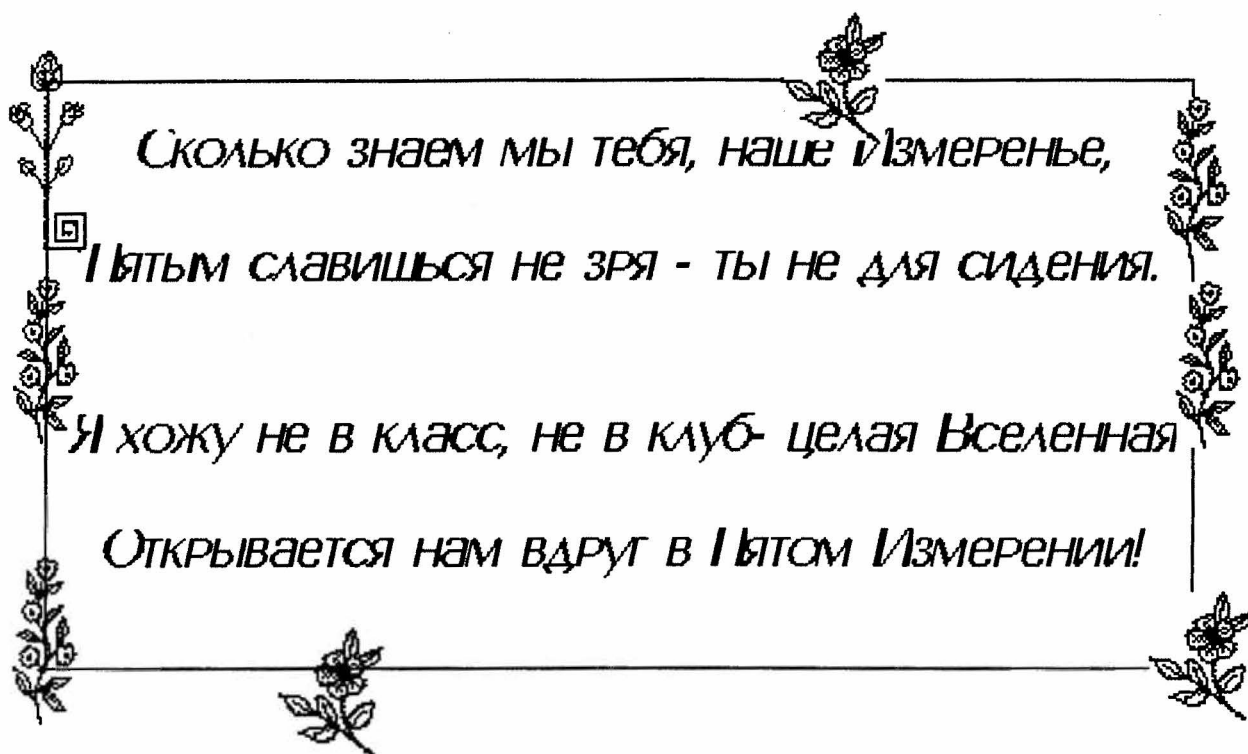 Сколько знаем мы тебя, наше Измеренье,
Пятым славишься не зря - ты не для сидения.
Я хожу не в класс, не в клуб- целая Вселенная
Открывается нам вдруг в Пятом Измерении!